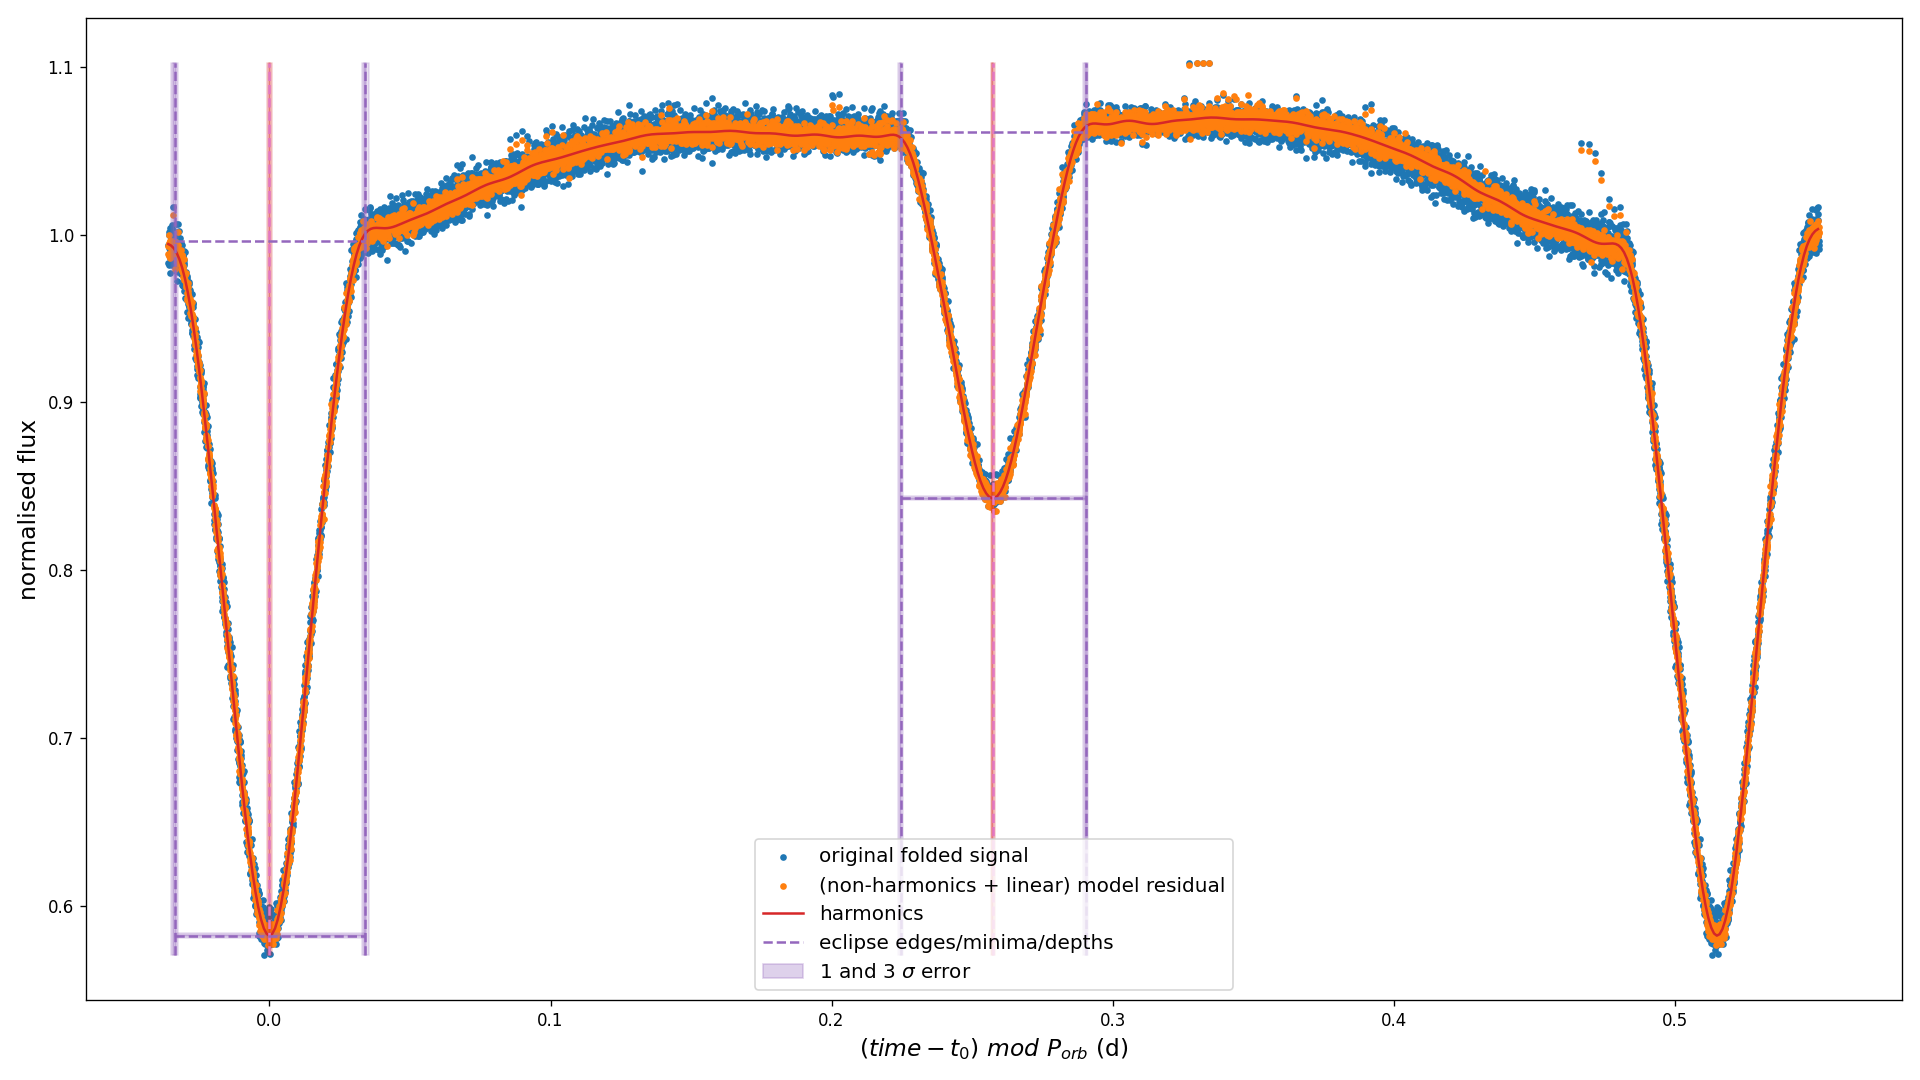 1.1
1.0
0.9
0.8
0.7
0.6
normalised flux
original folded signal
(non-harmonics + linear) model residual
harmonics
eclipse edges/minima/depths
1 and 3 σ error
0.0 0.1 0.2 0.3 0.4 0.5
(time − t₀) mod Pₒᵣb (d)